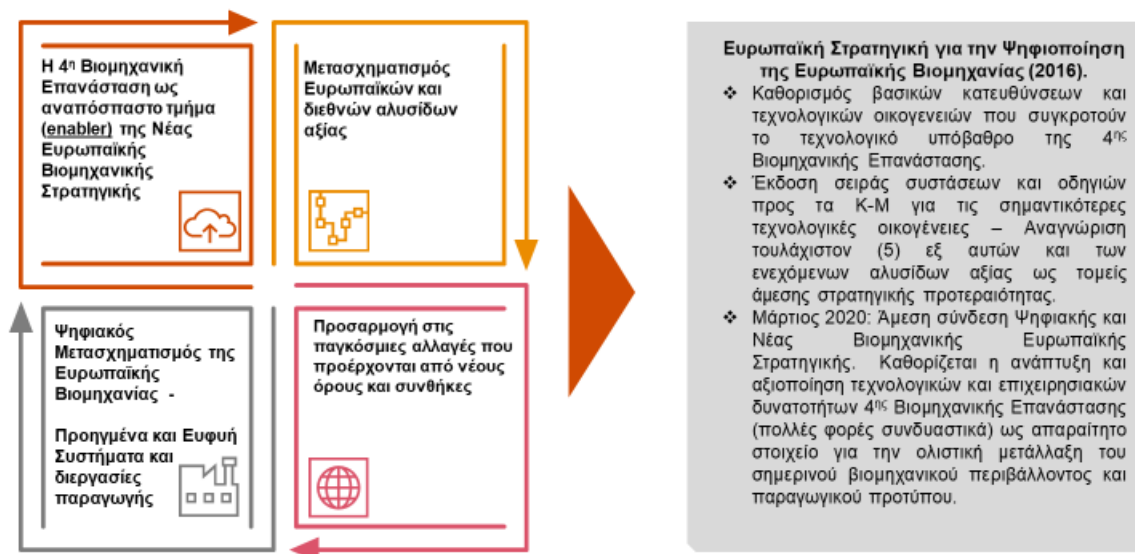 Η 4η Βιομηχανική
Επανάσταση ως
αναπόσπαστο τμήμα
(enabler) της Νέας
Ευρωπαϊκής
Βιομηχανικής
Στρατηγικής
Μετασχηματισμός
Ευρωπαϊκών και
διεθνών αλυσίδων
αξίας
Ψηφιακός
Μετασχηματισμός της
Ευρωπαϊκής
Βιομηχανίας -
Προηγμένα και Ευφυή
Συστήματα και
διεργασίες
παραγωγής
Προσαρμογή στις
παγκόσμιες αλλαγές που
προέρχονται από νέους
όρους και συνθήκες
Ευρωπαϊκή Στρατηγική για την Ψηφιοποίηση
της Ευρωπαϊκής Βιομηχανίας (2016).
❖ Καθορισμός βασικών κατευθύνσεων και
τεχνολογικών οικογενειών που συγκροτούν
το τεχνολογικό υπόβαθρο της 4ης
Βιομηχανικής Επανάστασης.
❖ Έκδοση σειράς συστάσεων και οδηγιών
προς τα Κ-Μ για τις σημαντικότερες
τεχνολογικές οικογένειες – Αναγνώριση
τουλάχιστον (5) εξ αυτών και των
ενεχόμενων αλυσίδων αξίας ως τομείς
άμεσης στρατηγικής προτεραιότητας.
❖ Μάρτιος 2020: Άμεση σύνδεση Ψηφιακής και
Νέας Βιομηχανικής Ευρωπαϊκής
Στρατηγικής. Καθορίζεται η ανάπτυξη και
αξιοποίηση τεχνολογικών και επιχειρησιακών
δυνατοτήτων 4ης Βιομηχανικής Επανάστασης
(πολλές φορές συνδυαστικά) ως απαραίτητο
στοιχείο για την ολιστική μετάλλαξη του
σημερινού βιομηχανικού περιβάλλοντος και
παραγωγικού προτύπου.